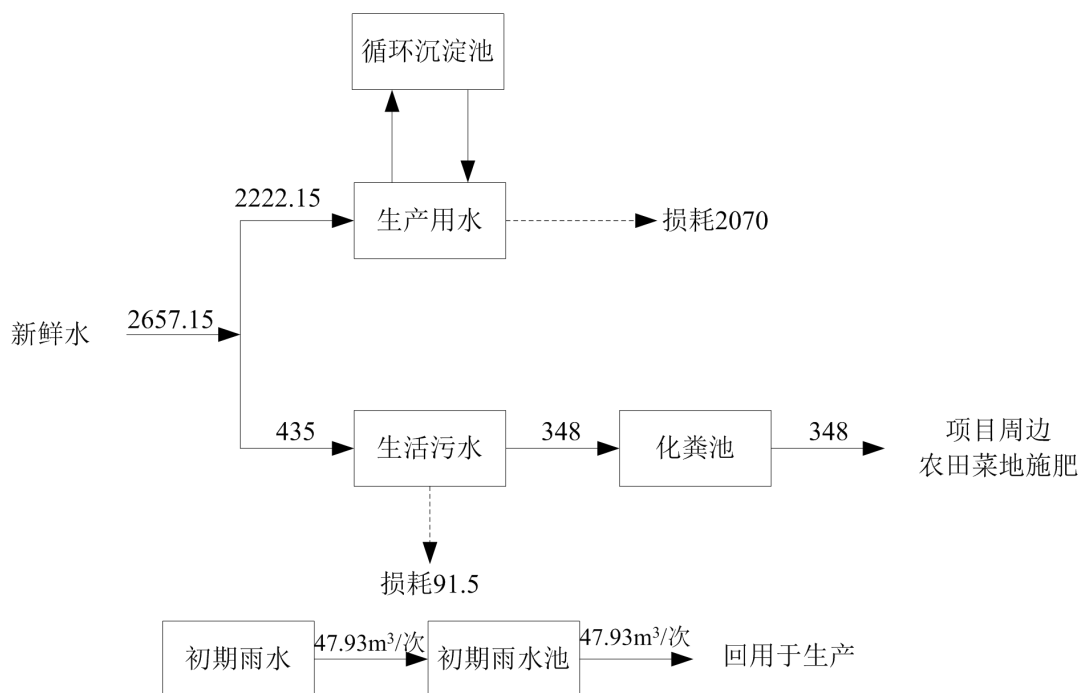 循环沉淀池
2222.15
生产用水
损耗2070
新鲜水
2657.15
435
生活污水
348
化粪池
348
项目周边
农田菜地施肥
损耗91.5
初期雨水
47.93m³/次
初期雨水池
47.93m³/次
回用于生产